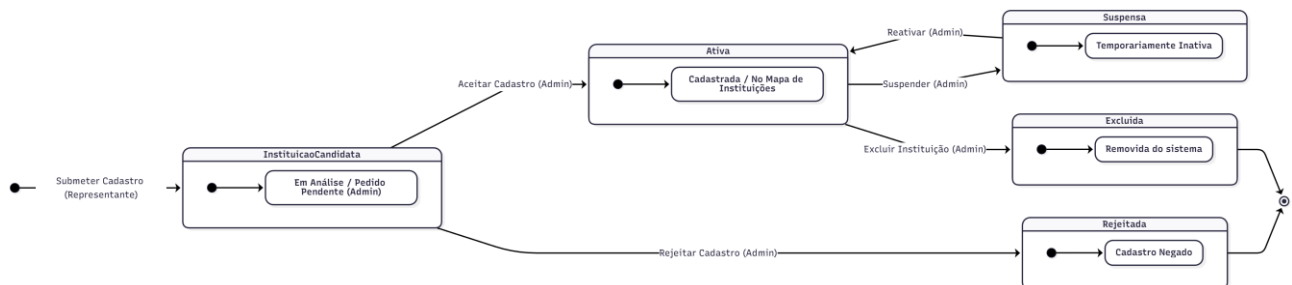 Submeter Cadastro
(Representante)
InstituicaoCandidata
Em Análise / Pedido
Pendente (Admin)
Aceitar Cadastro (Admin)
Rejeitar Cadastro (Admin)
Ativa
Cadastrada / No Mapa de
Instituições
Reativar (Admin)
Suspender (Admin)
Excluir Instituição (Admin)
Suspensa
Temporariamente Inativa
Excluida
Removida do sistema
Rejeitada
Cadastro Negado